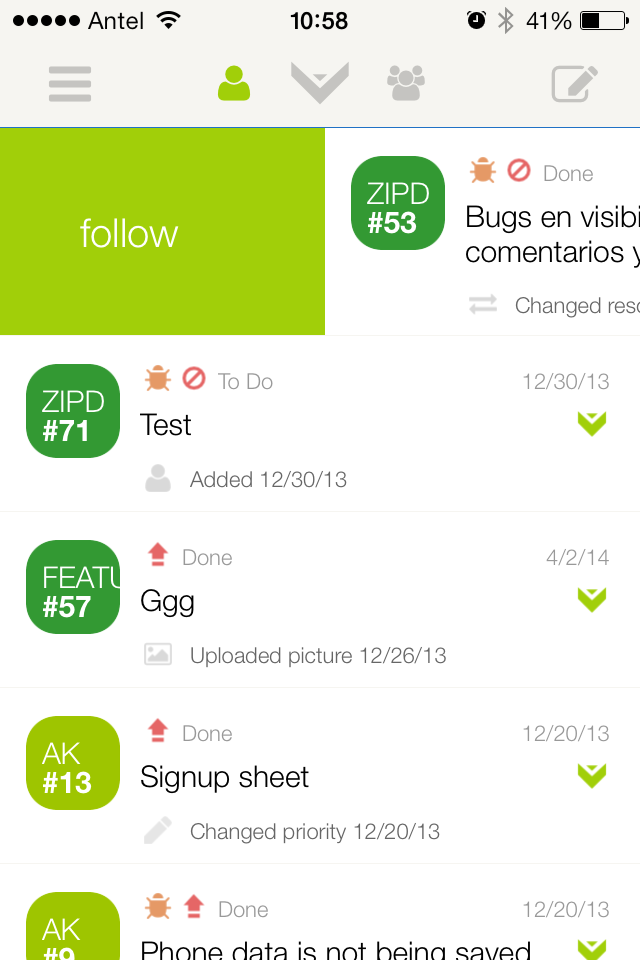 Antel 10:58 41%
follow
ZIPD
#53
Done
Bugs en visibi
comentarios y
Changed reso
ZIPD
#71
To Do 12/30/13
Test
Added 12/30/13
FEATU
#57
Done 4/2/14
Ggg
Uploaded picture 12/26/13
AK
#13
Done 12/20/13
Signup sheet
Changed priority 12/20/13
AK
#9
Done 12/20/13
Phone data is not being saved